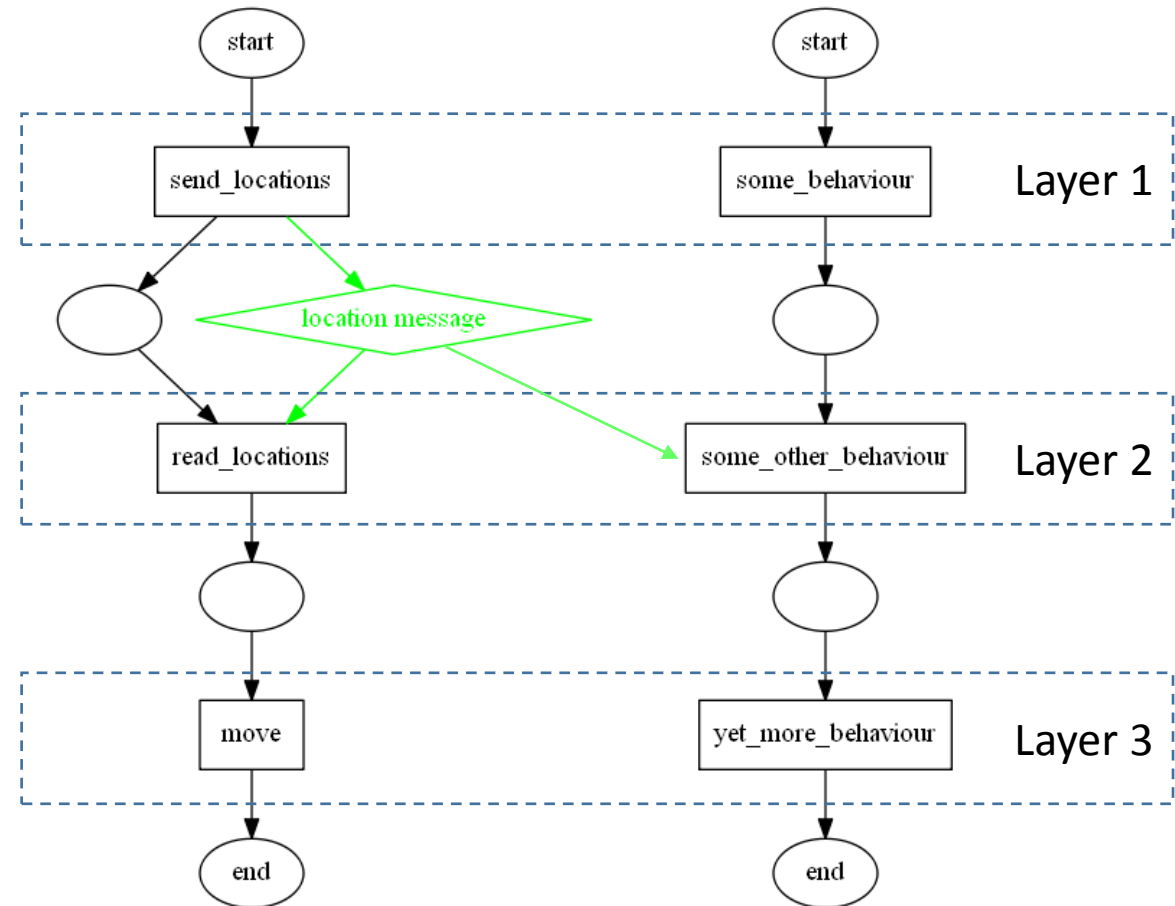 start
start
send_locations
some_behaviour
Layer 1
location message
read_locations
some_other_behaviour
Layer 2
move
yet_more_behaviour
Layer 3
end
end